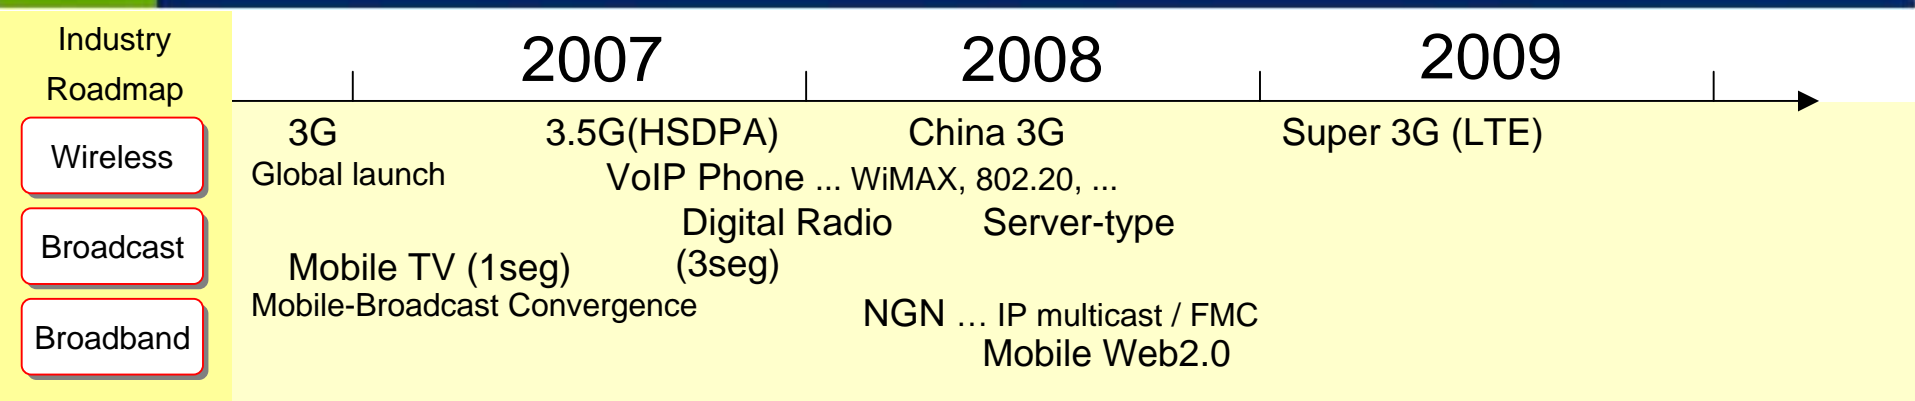 Industry
Roadmap
2007 2008 2009
Wireless
3G 3.5G(HSDPA) China 3G Super 3G (LTE)
Global launch VoIP Phone ... WiMAX, 802.20, ...
Broadcast
Digital Radio Server-type
Mobile TV (1seg) (3seg)
Mobile-Broadcast Convergence
Broadband
NGN … IP multicast / FMC
Mobile Web2.0